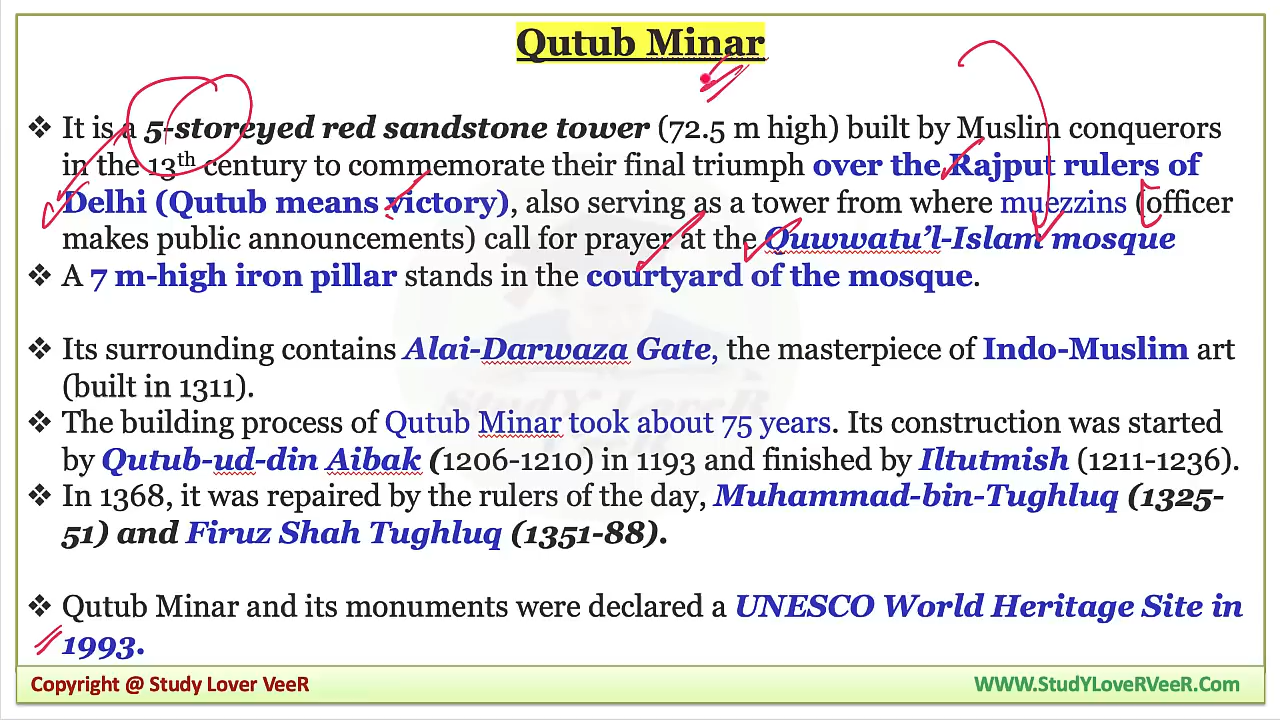 Qutub Minar
❖ It is a 5-storeyed red sandstone tower (72.5 m high) built by Muslim conquerors
in the 13th century to commemorate their final triumph over the Rajput rulers of
Delhi (Qutub means victory), also serving as a tower from where muezzins (officer
makes public announcements) call for prayer at the Quwwatu’l-Islam mosque
❖ A 7 m-high iron pillar stands in the courtyard of the mosque.
❖ Its surrounding contains Alai-Darwaza Gate, the masterpiece of Indo-Muslim art
(built in 1311).
❖ The building process of Qutub Minar took about 75 years. Its construction was started
by Qutub-ud-din Aibak (1206-1210) in 1193 and finished by Iltutmish (1211-1236).
❖ In 1368, it was repaired by the rulers of the day, Muhammad-bin-Tughluq (1325-
51) and Firuz Shah Tughluq (1351-88).
❖ Qutub Minar and its monuments were declared a UNESCO World Heritage Site in
1993.
StudY LoveR
VeeR
Copyright @ Study Lover VeeR
WWW.StudYLoveRVeeR.Com